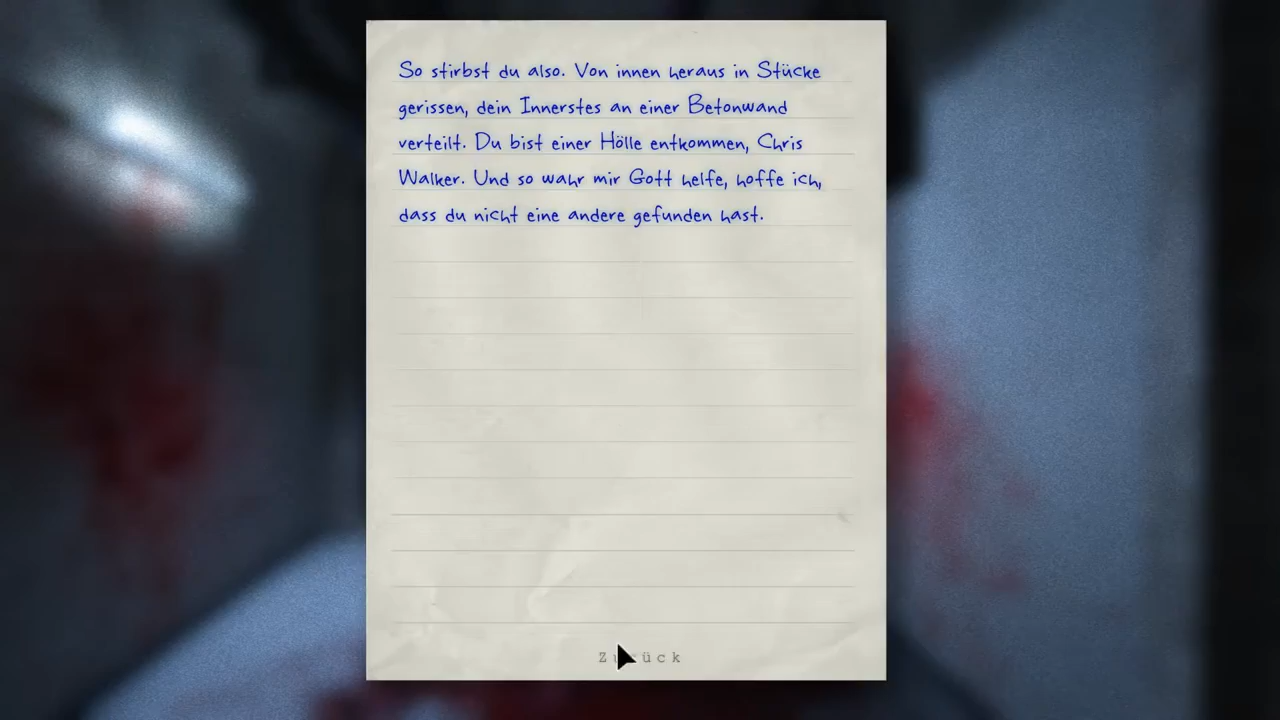 So stirbst du also. Von innen heraus in Stücke
gerissen, dein Innerstes an einer Betonwand
verteilt. Du bist einer Hölle entkommen, Chris
Walker. Und so wahr mir Gott helfe, hoffe ich,
dass du nicht eine andere gefunden hast.
Zurück